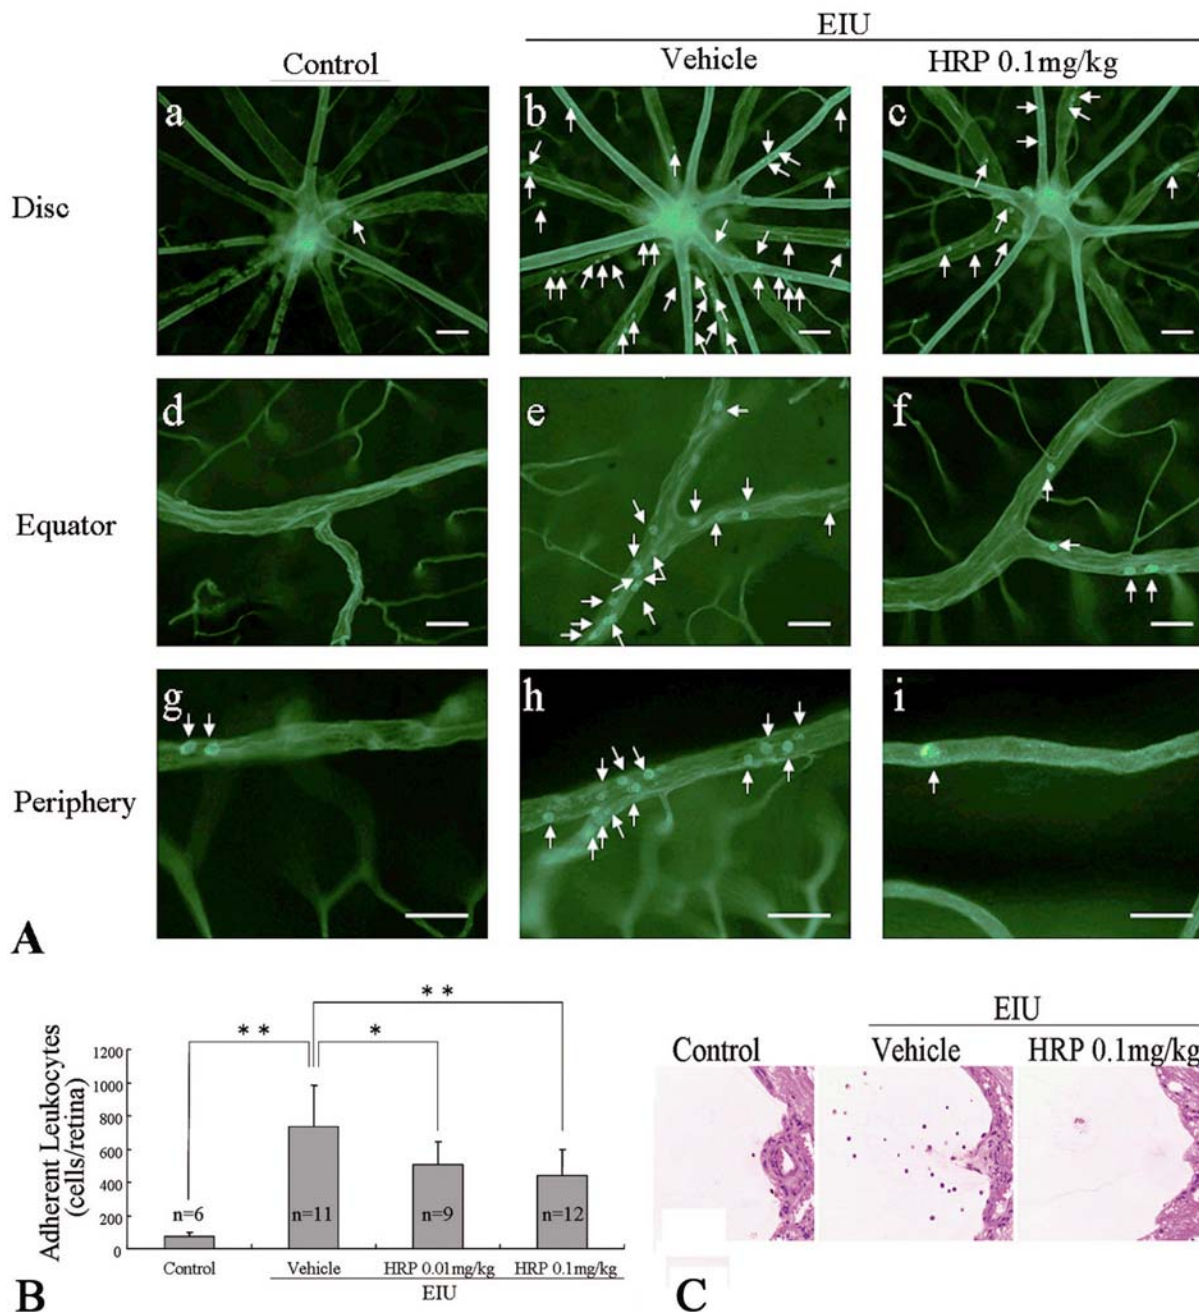 EIU
Control Vehicle HRP 0.1mg/kg
a b c
Disc
d e f
Equator
g h i
Periphery
A
** 
** *
1200
1000
800
600
400
200
0
Adherent Leukocytes
(cells/retina)
n=6 n=11 n=9 n=12
Control Vehicle HRP 0.01mg/kg HRP 0.1mg/kg
EIU
B
EIU
Control Vehicle HRP 0.1mg/kg
C